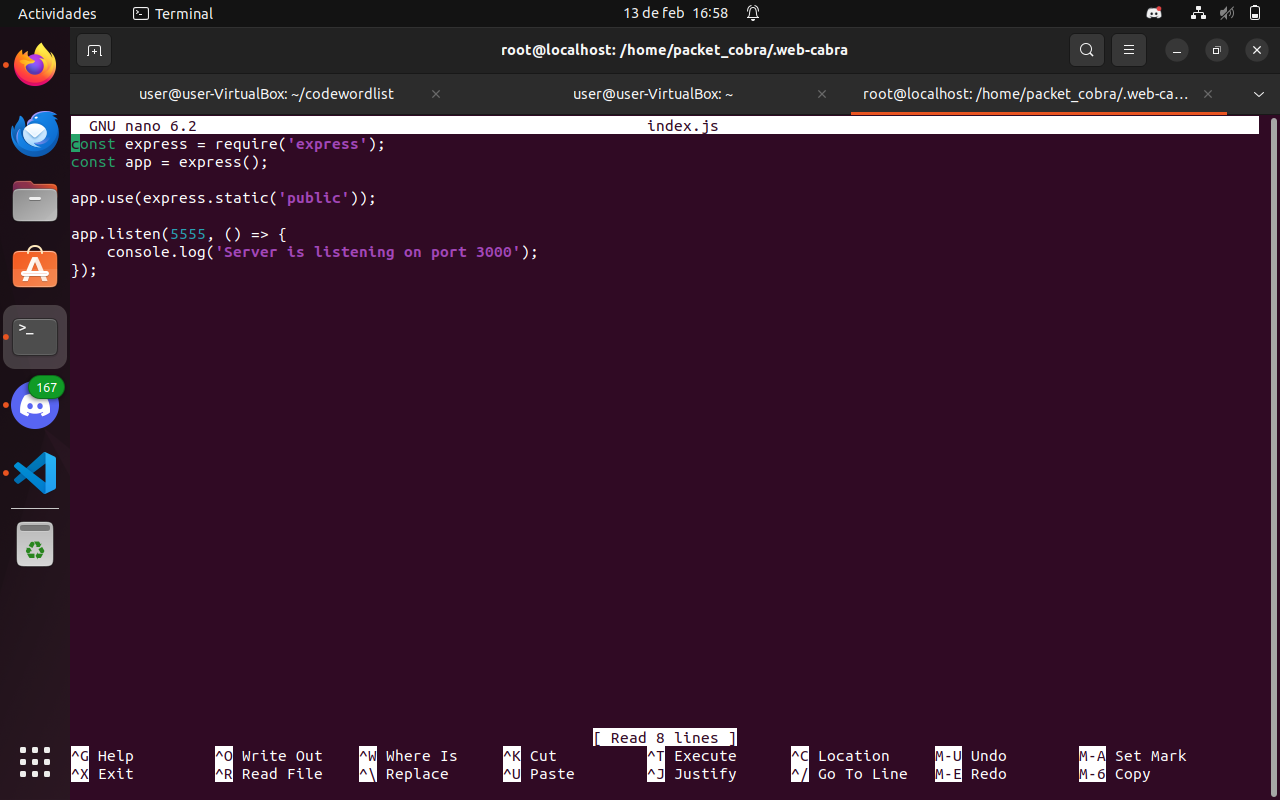 Actividades
Terminal
13 de feb 16:58
root@localhost: /home/packet_cobra/.web-cabra
user@user-VirtualBox: ~/codewordlist
user@user-VirtualBox: ~
root@localhost: /home/packet_cobra/.web-ca...
GNU nano 6.2 index.js
const express = require('express');
const app = express();
app.use(express.static('public'));
app.listen(5555, () => {
console.log('Server is listening on port 3000');
});
>_
167
[ Read 8 lines ]
^G Help ^O Write Out ^W Where Is ^K Cut ^T Execute ^C Location M-U Undo M-A Set Mark
^X Exit ^R Read File ^\ Replace ^U Paste ^J Justify ^/ Go To Line M-E Redo M-6 Copy